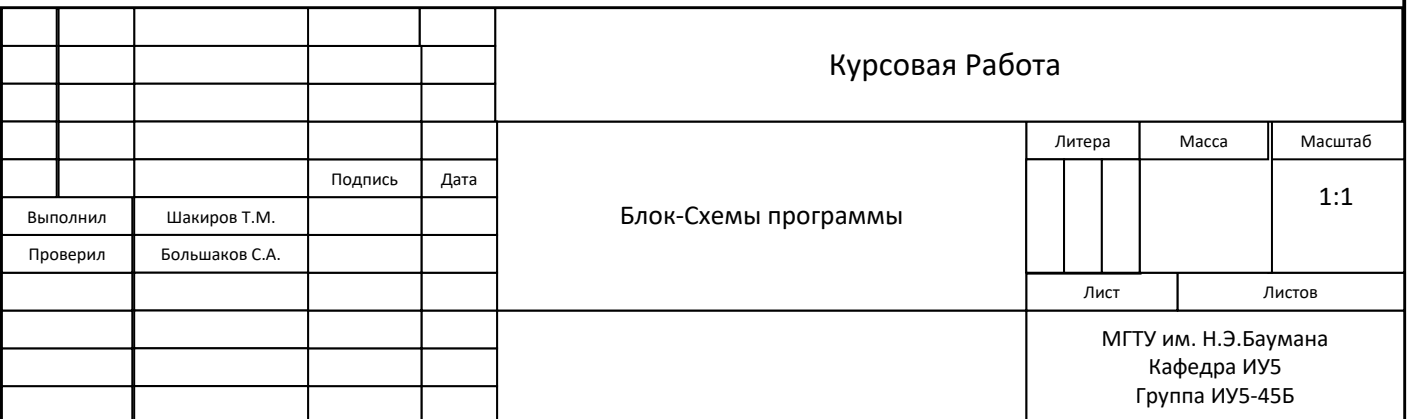 Курсовая Работа
Литера
Масса
Масштаб
Подпись
Дата
1:1
Выполнил
Шакиров Т.М.
Блок-Схемы программы
Проверил
Большаков С.А.
Лист
Листов
МГТУ им. Н.Э.Баумана
Кафедра ИУ5
Группа ИУ5-45Б